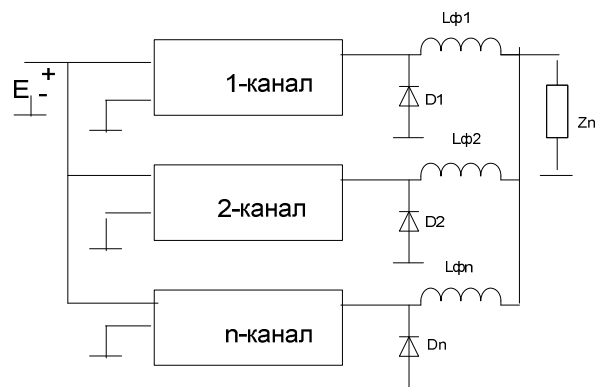 Lф1
E
+
-
1-канал
D1
Zn
Lф2
2-канал
D2
Lфn
n-канал
Dn